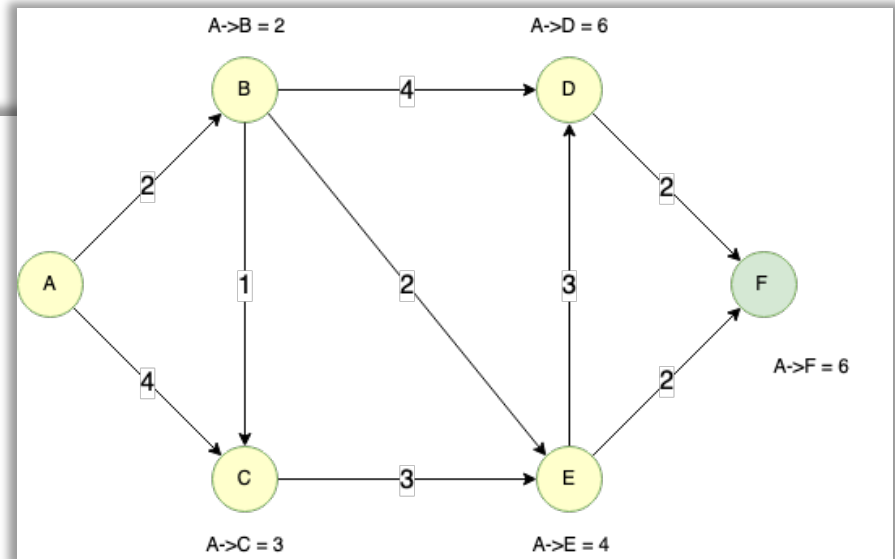 A->B = 2
A->D = 6
B
4
D
2
2
A
1
2
3
F
4
2
A->F = 6
C
3
E
A->C = 3
A->E = 4